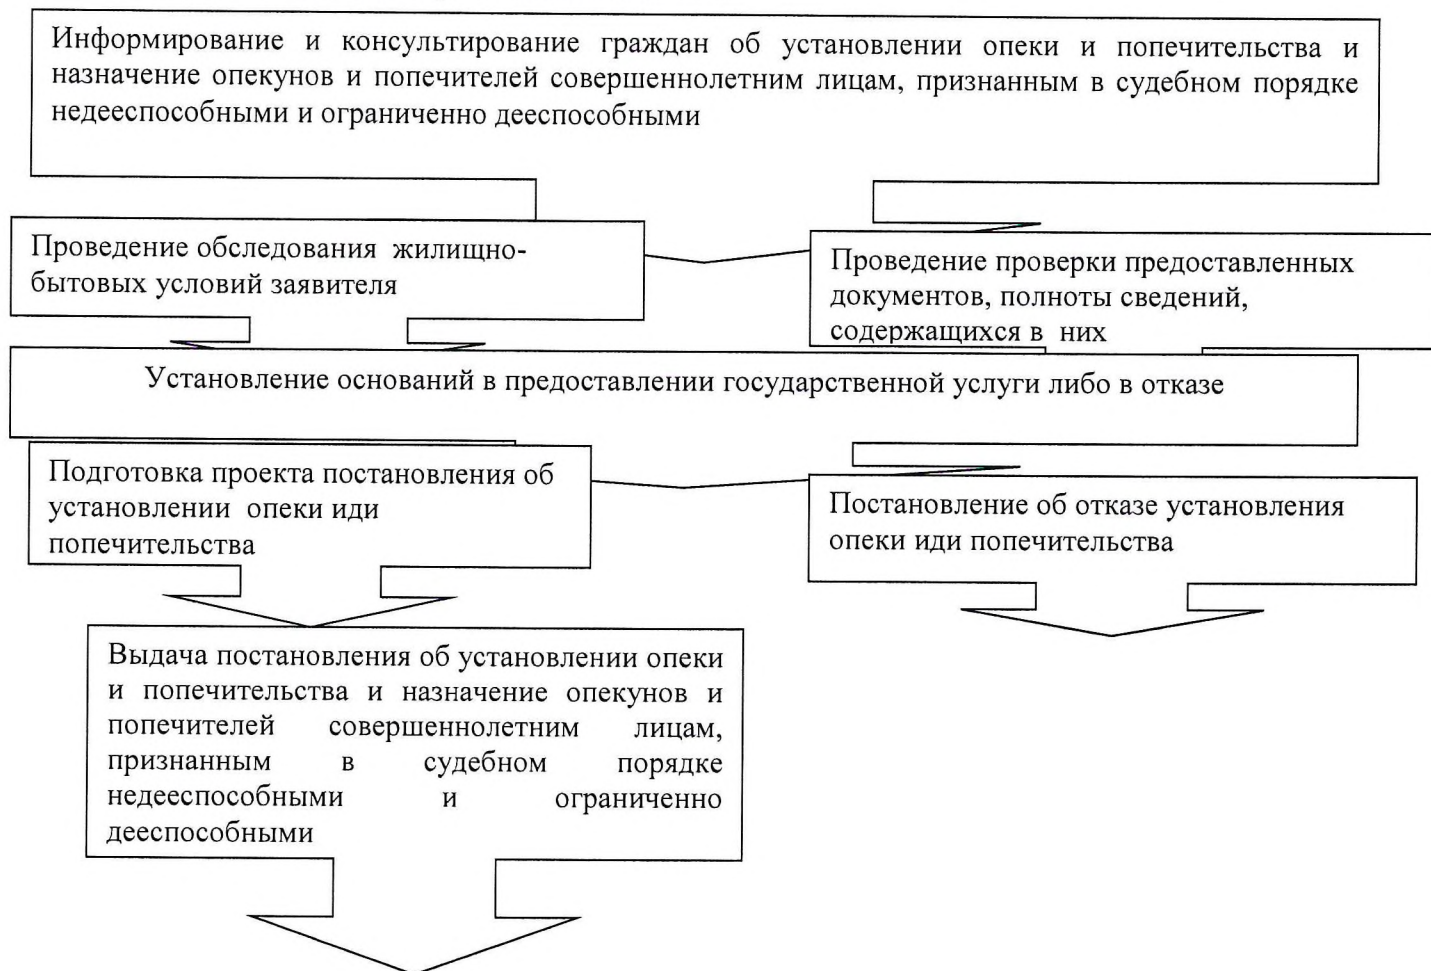 Информирование и консультирование граждан об установлении опеки и попечительства и
назначение опекунов и попечителей совершеннолетним лицам, признанным в судебном порядке
недееспособными и ограниченно дееспособными
Проведение обследования жилищно-
бытовых условий заявителя
Проведение проверки предоставленных
документов, полноты сведений,
содержащихся в них
Установление оснований в предоставлении государственной услуги либо в отказе
Подготовка проекта постановления об
установлении опеки иди
попечительства
Постановление об отказе установления
опеки иди попечительства
Выдача постановления об установлении опеки
и попечительства и назначение опекунов и
попечителей совершеннолетним лицам,
признанным в судебном порядке
недееспособными и ограниченно
дееспособными